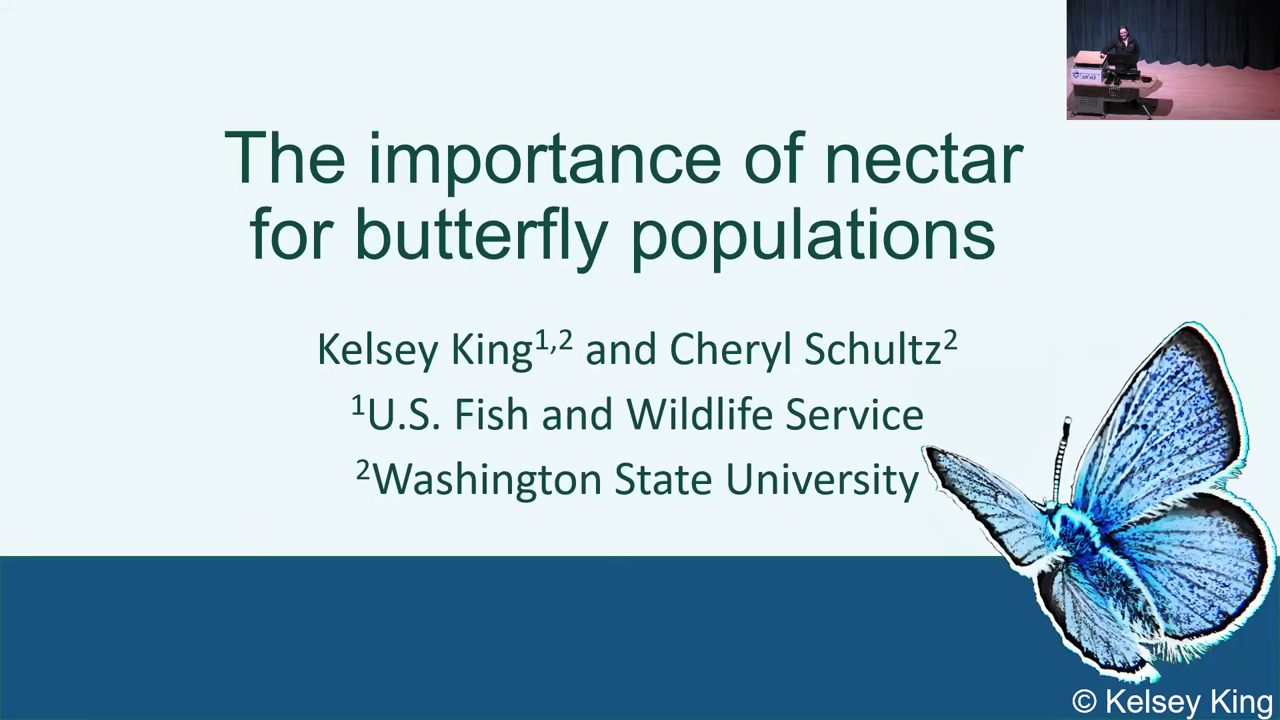 The importance of nectar
for butterfly populations
Kelsey King¹,² and Cheryl Schultz²
¹U.S. Fish and Wildlife Service
²Washington State University
© Kelsey King